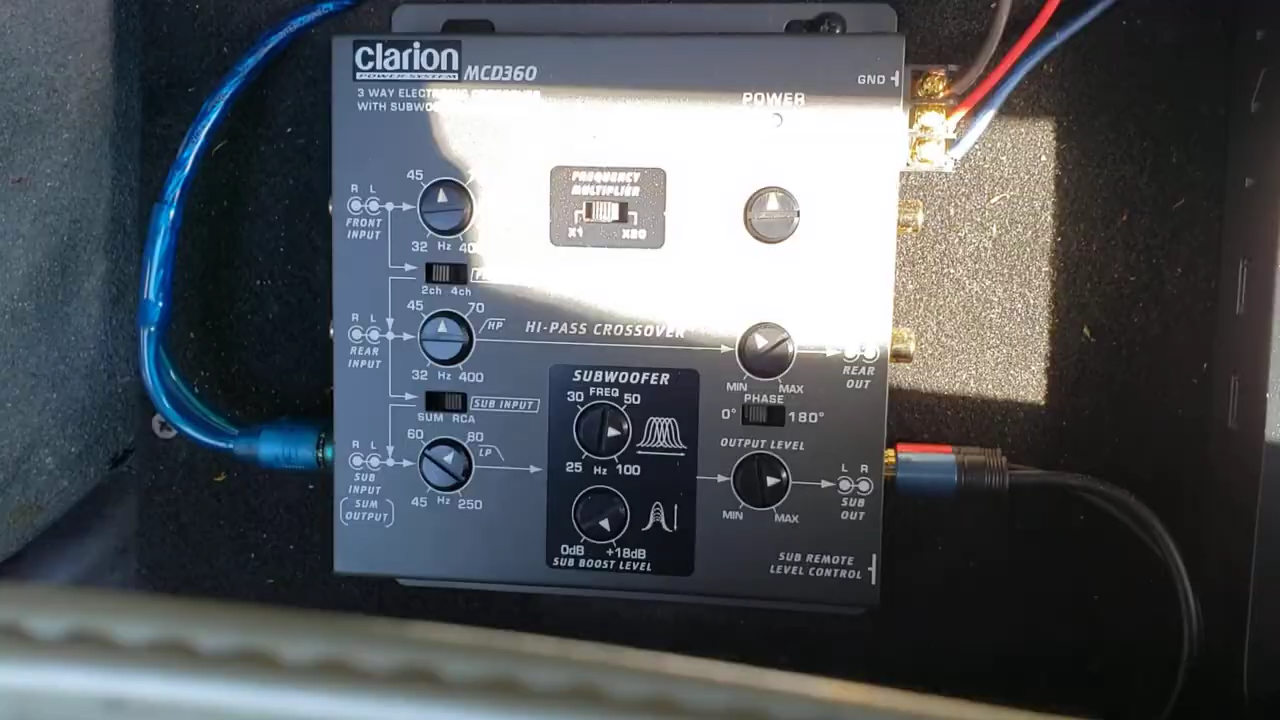 clarion
POWER SYSTEM
MCD360
GND
3 WAY ELECTRONIC CROSSOVER
WITH
POWER
FREQUENCY
MULTIPLIER
X1 X20
R L
FRONT
INPUT
45
32 Hz 400
2ch 4ch
R L
REAR
INPUT
45 70
32 Hz 400
HP
HI-PASS CROSSOVER
MIN MAX
REAR
OUT
SUM RCA
SUB INPUT
PHASE
0° 180°
R L
SUB
INPUT
SUM
OUTPUT
60 80
45 Hz 250
LP
SUBWOOFER
FREQ
30 50
25 Hz 100
0dB +18dB
SUB BOOST LEVEL
OUTPUT LEVEL
MIN MAX
L R
SUB
OUT
SUB REMOTE
LEVEL CONTROL